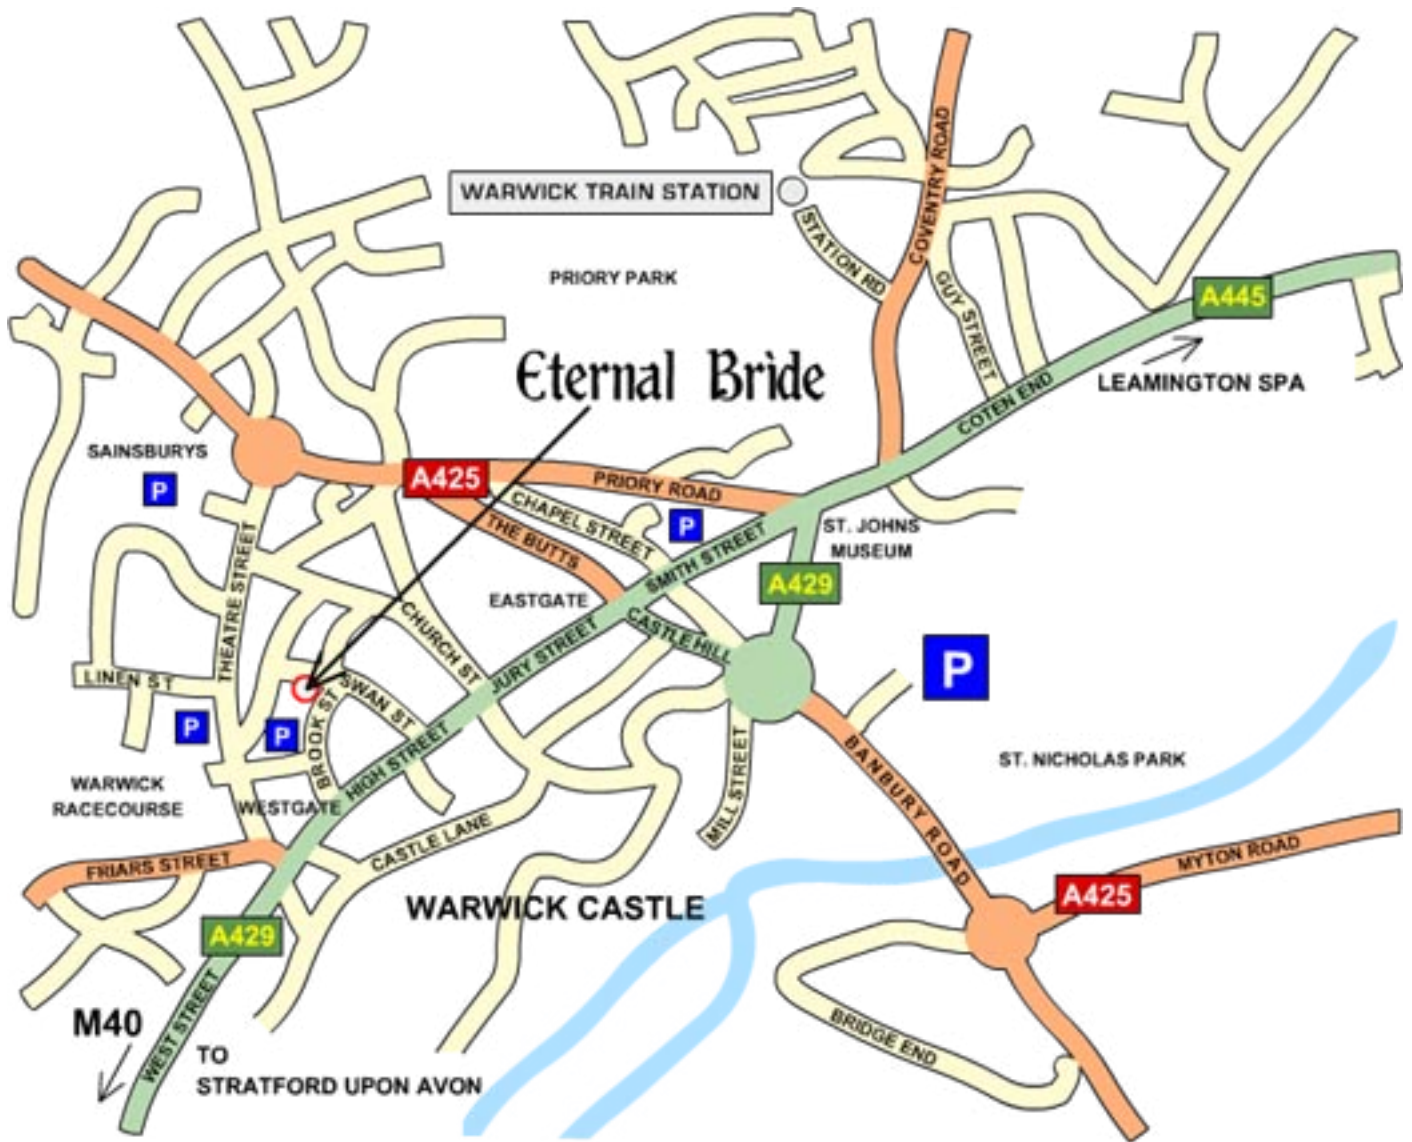 COVENTRY ROAD
WARWICK TRAIN STATION
STATION RD
PRIORY PARK
GUY STREET
A445
LEAMINGTON SPA
Eternal Bride
COTEN END
SAINSBURYS
P
A425
PRIORY ROAD
CHAPEL STREET
P
THE BUTTS
SMITH STREET
ST. JOHNS
MUSEUM
A429
THEATRE STREET
EASTGATE
CASTLE HILL
CHURCH ST
JURY STREET
P
LINEN ST
SWAN ST
BROOK ST
P
P
HIGH STREET
BANBURY ROAD
MILL STREET
ST. NICHOLAS PARK
WARWICK
RACECOURSE
WESTGATE
CASTLE LANE
FRIARS STREET
MYTON ROAD
A425
WARWICK CASTLE
A429
WEST STREET
M40
BRIDGE END
TO
STRATFORD UPON AVON